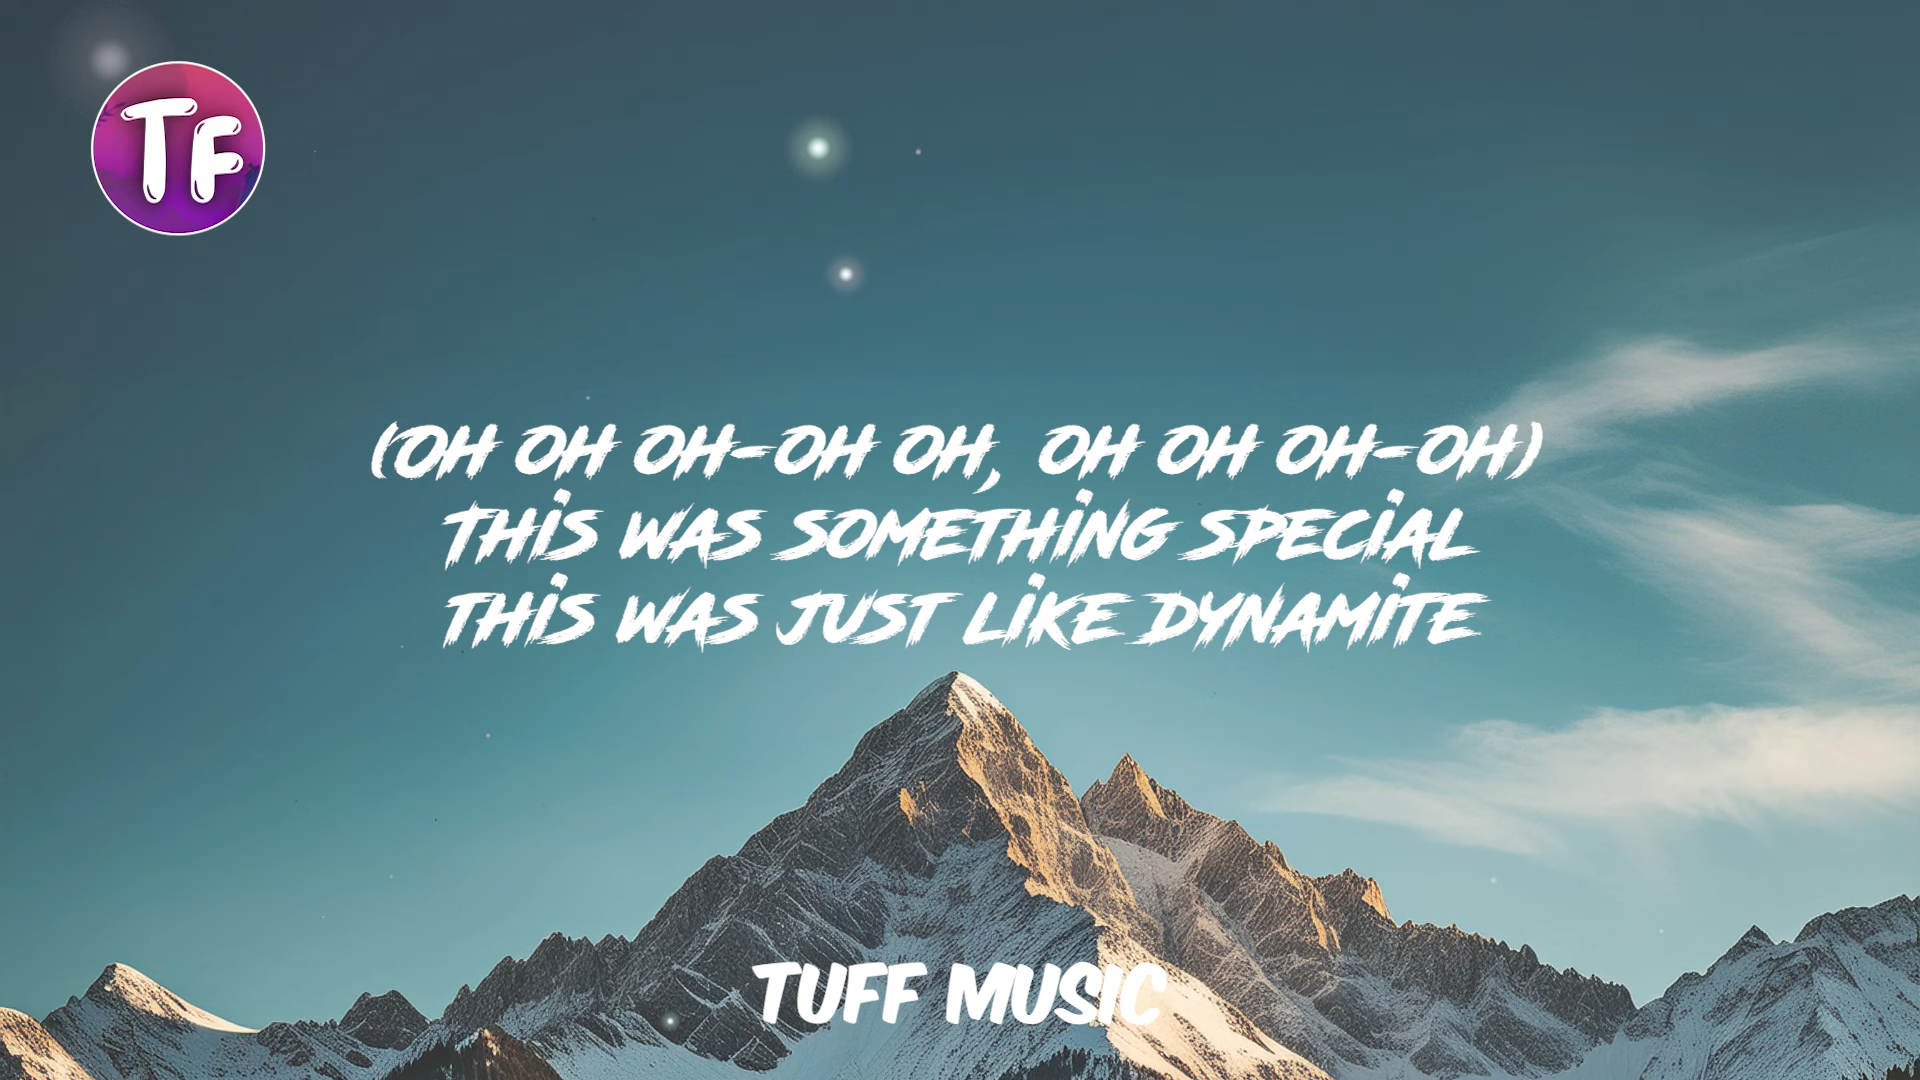 TF
(OH OH OH-OH OH, OH OH OH-OH)
THIS WAS SOMETHING SPECIAL
THIS WAS JUST LIKE DYNAMITE
TUFF MUSIC